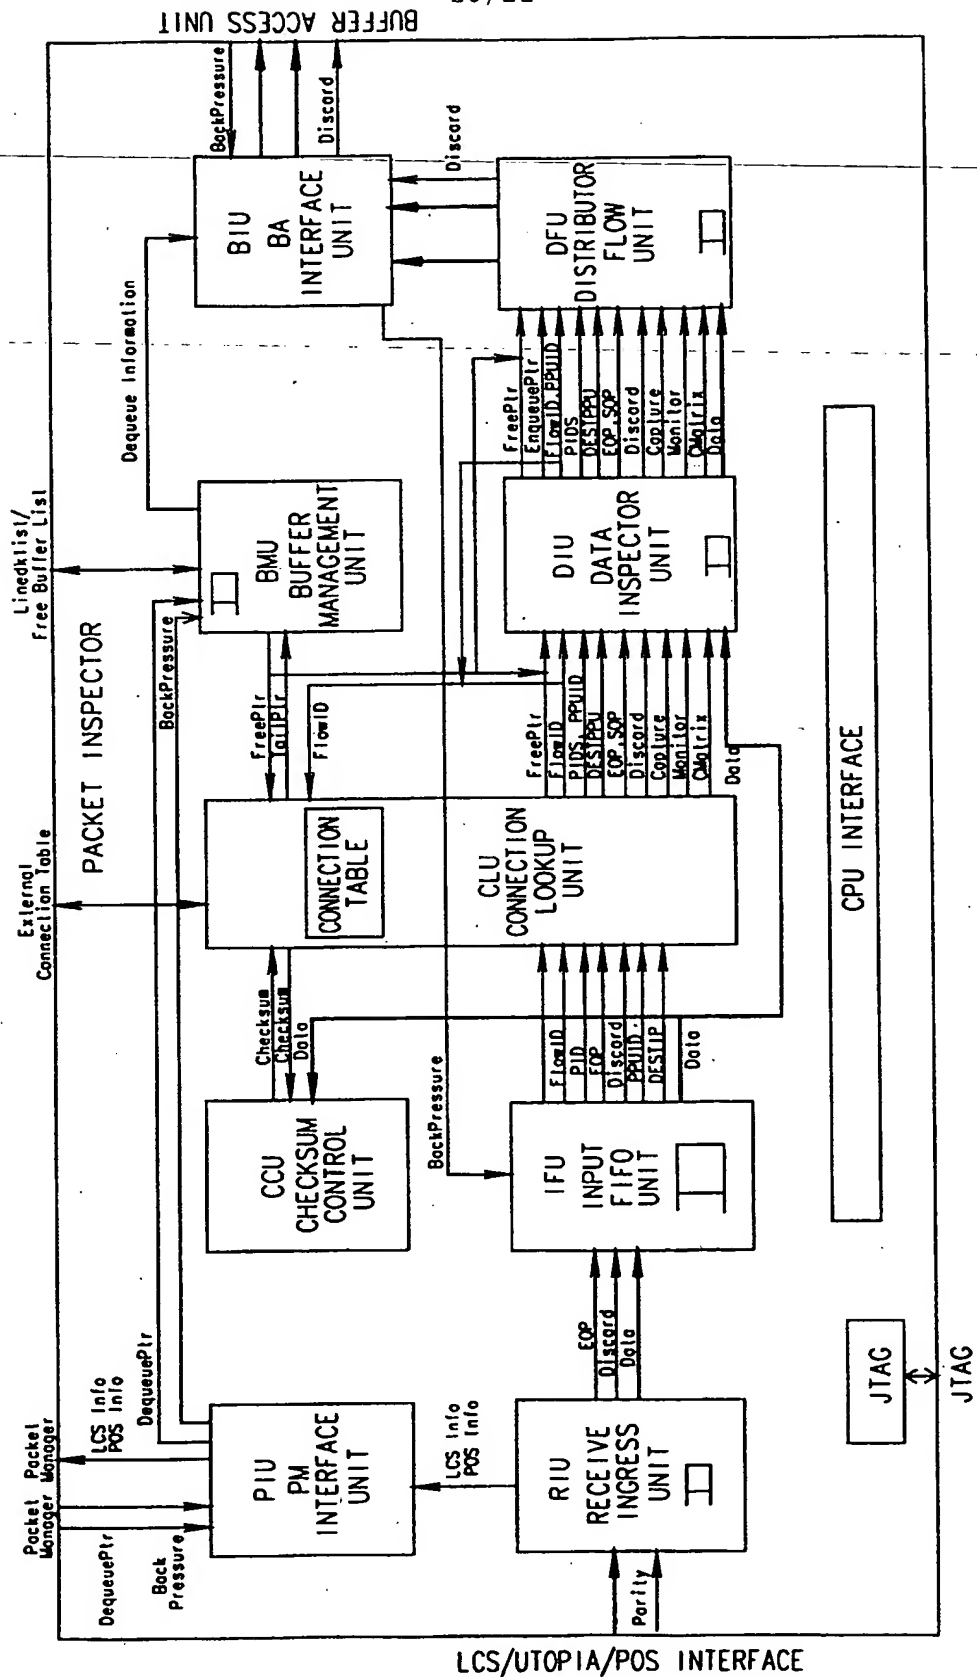 BUFFER ACCESS UNIT
BackPressure
Discard
BIU
BA
INTERFACE
UNIT
Discard
DFU
DISTRIBUTOR
FLOW
UNIT
Dequeue Information
FreePtr
EnqueuePtr
FlowID,PPUID
PIDS
DESTPPU
EOP,SOP
Discard
Capture
Monitor
CMatrix
Data
Linedklist/
Free Buffer List
BMU
BUFFER
MANAGEMENT
UNIT
DIU
DATA
INSPECTOR
UNIT
PACKET INSPECTOR
BackPressure
FreePtr
TailPtr
FlowID
FreePtr
FlowID
PIDS, PPUID
DESTPPU
EOP,SOP
Discard
Capture
Monitor
CMatrix
Data
External
Connection Table
CONNECTION
TABLE
CLU
CONNECTION
LOOKUP
UNIT
CPU INTERFACE
Checksum
Checksum
Data
FlowID
PID
EOP
Discard
PPUID
DESTIP
Data
BackPressure
CCU
CHECKSUM
CONTROL
UNIT
IFU
INPUT
FIFO
UNIT
DequeuePtr
EOP
Discard
Data
Packet
Manager
LCS Info
POS Info
Packet
Manager
PIU
PM
INTERFACE
UNIT
LCS Info
POS Info
RIU
RECEIVE
INGRESS
UNIT
JTAG
JTAG
DequeuePtr
Back
Pressure
Parity
LCS/UTOPIA/POS INTERFACE